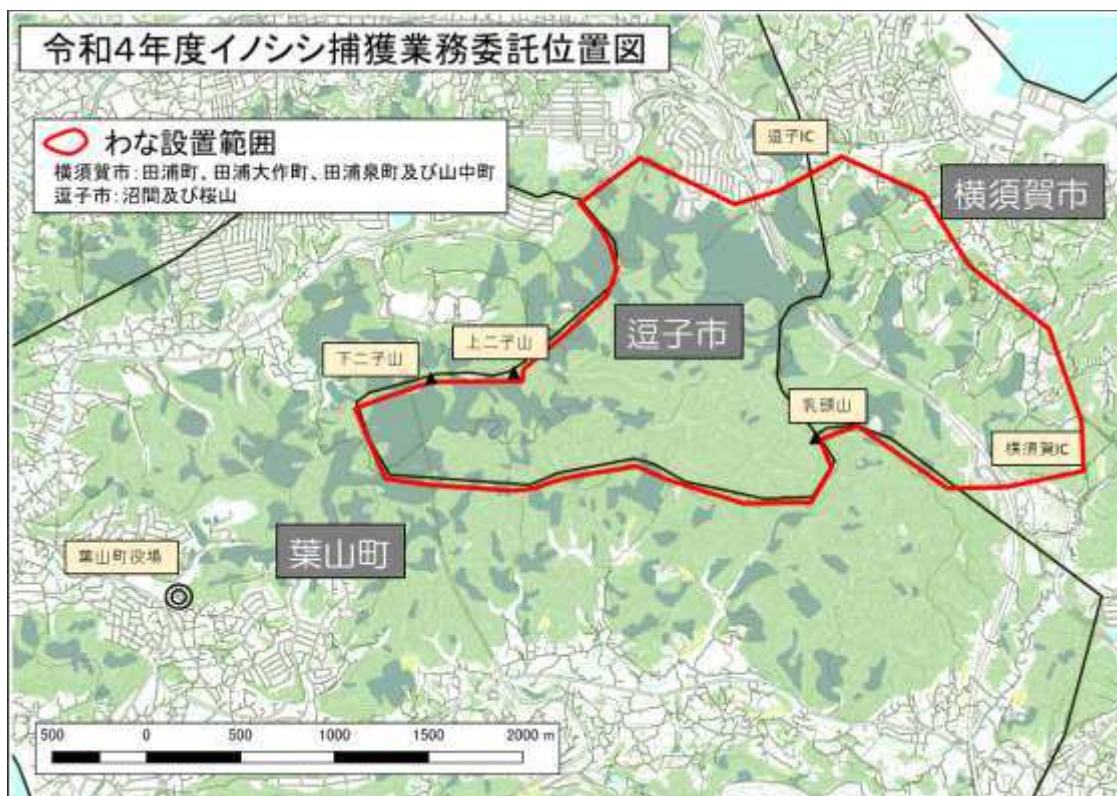 令和4年度イノシシ捕獲業務委託位置図
わな設置範囲
横須賀市:田浦町、田浦大作町、田浦泉町及び山中町
逗子市:沼間及び桜山
逗子IC
横須賀市
逗子市
上二子山
下二子山
乳頭山
横須賀IC
葉山町
葉山町役場
500 0 500 1000 1500 2000 m